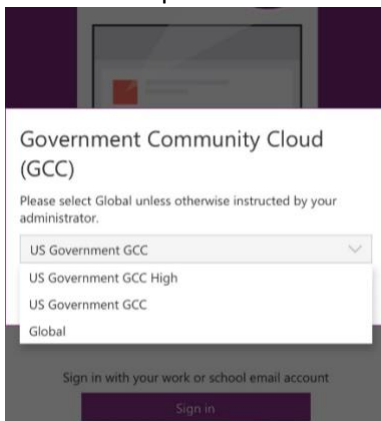 Government Community Cloud
(GCC)
Please select Global unless otherwise instructed by your
administrator.
US Government GCC
US Government GCC High
US Government GCC
Global
Sign in with your work or school email account
Sign in